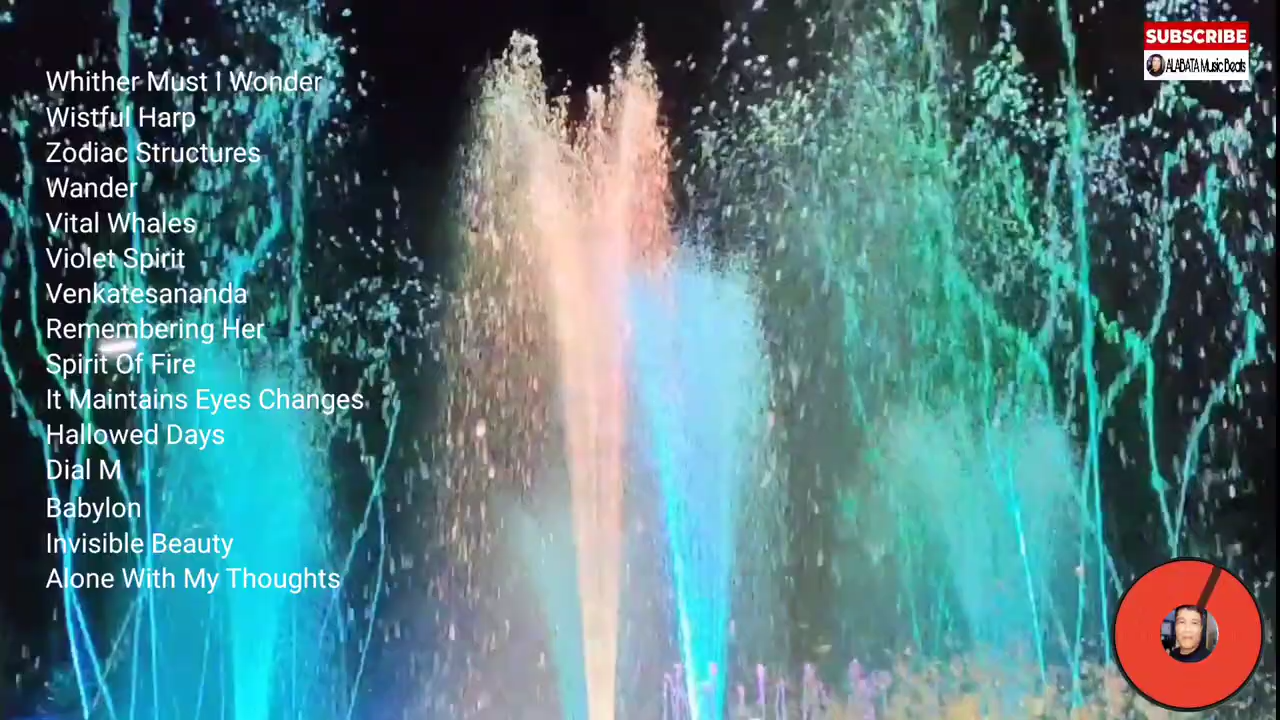 Whither Must I Wonder
Wistful Harp
Zodiac Structures
Wander
Vital Whales
Violet Spirit
Venkatesananda
Remembering Her
Spirit Of Fire
It Maintains Eyes Changes
Hallowed Days
Dial M
Babylon
Invisible Beauty
Alone With My Thoughts
SUBSCRIBE
ALABATA Music Beats